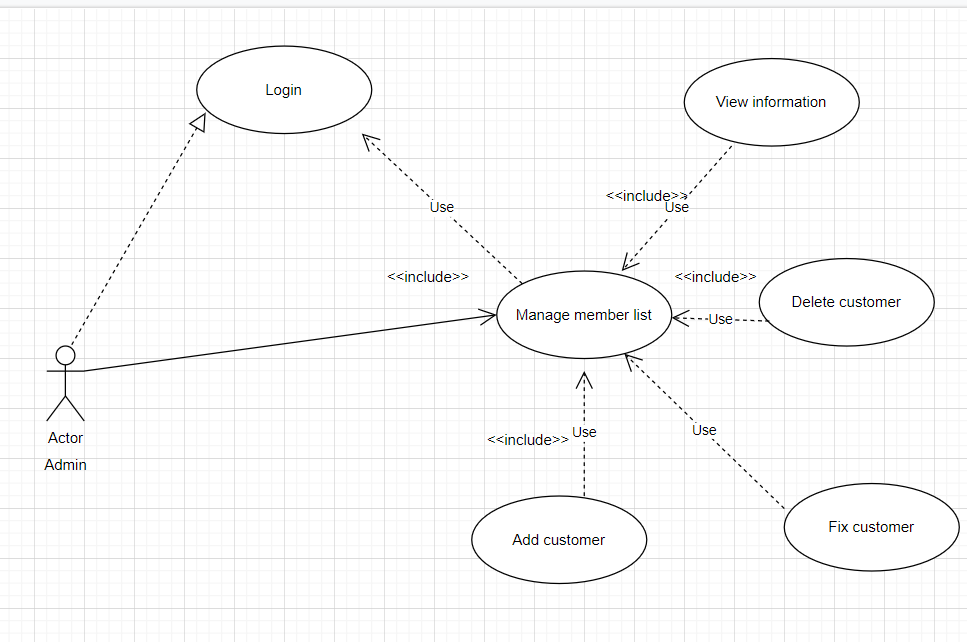 Login
View information
<<include>>
Use
Use
<<include>>
<<include>>
Delete customer
Manage member list
Use
Use
Use
<<include>>
Actor
Admin
Fix customer
Add customer